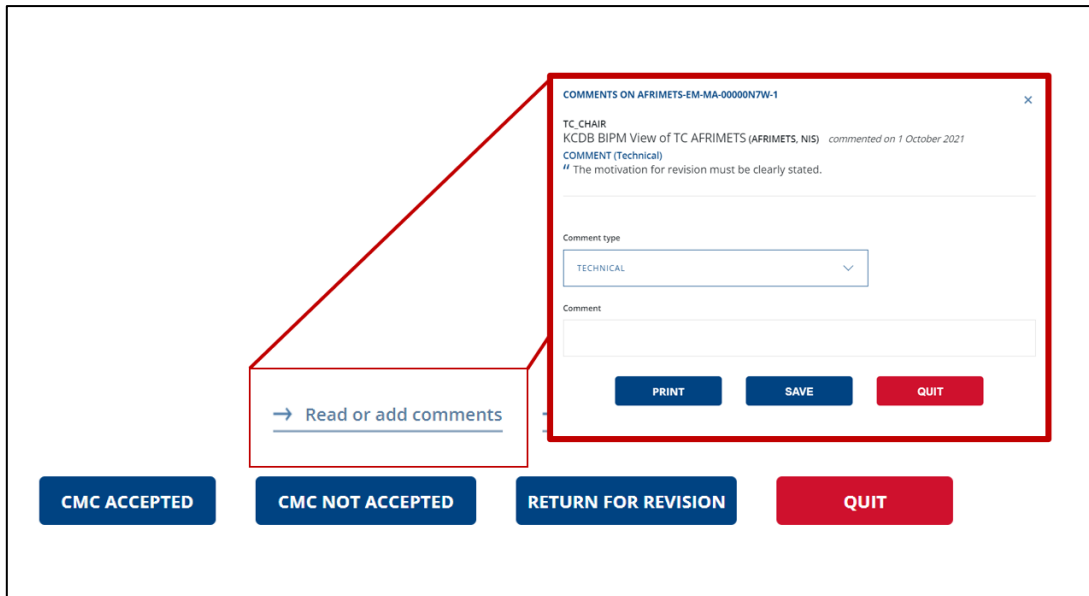 COMMENTS ON AFRIMETS-EM-MA-00000N7W-1
×
TC_CHAIR
KCDB BIPM View of TC AFRIMETS (AFRIMETS, NIS) commented on 1 October 2021
COMMENT (Technical)
“ The motivation for revision must be clearly stated.
Comment type
TECHNICAL
Comment
PRINT SAVE QUIT
→ Read or add comments
CMC ACCEPTED CMC NOT ACCEPTED RETURN FOR REVISION QUIT